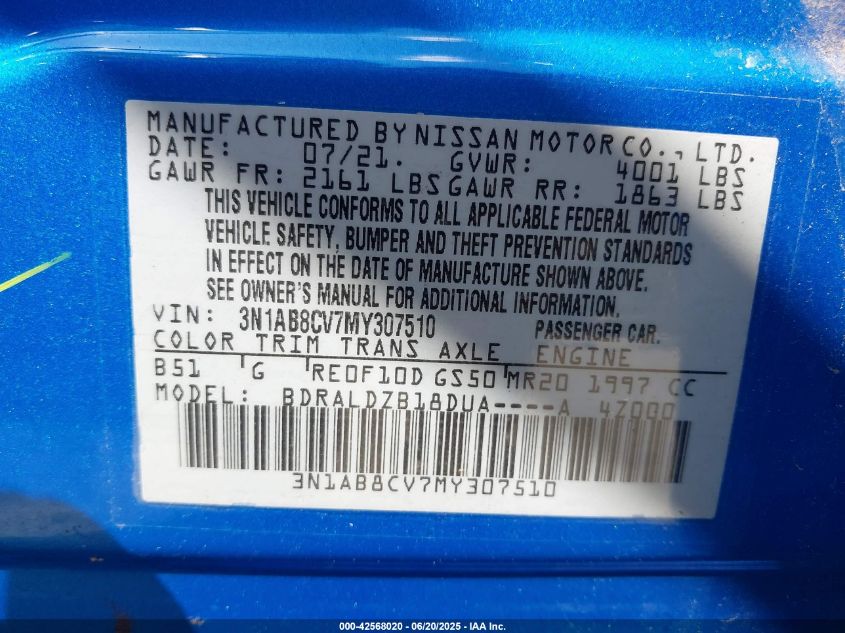 MANUFACTURED BY NISSAN MOTOR CO., LTD.
DATE: 07/21. GVWR: 4001 LBS
GAWR FR: 2161 LBS GAWR RR: 1863 LBS
THIS VEHICLE CONFORMS TO ALL APPLICABLE FEDERAL MOTOR
VEHICLE SAFETY, BUMPER AND THEFT PREVENTION STANDARDS
IN EFFECT ON THE DATE OF MANUFACTURE SHOWN ABOVE.
SEE OWNER'S MANUAL FOR ADDITIONAL INFORMATION.
VIN: 3N1AB8CV7MY307510 PASSENGER CAR.
COLOR TRIM TRANS AXLE ENGINE
B51 G RE0F10D GS50 MR20 1997 CC
MODEL: BDRALDZB18DUA----A 4Z000
3N1AB8CV7MY307510
000-42568020 - 06/20/2025 - IAA Inc.